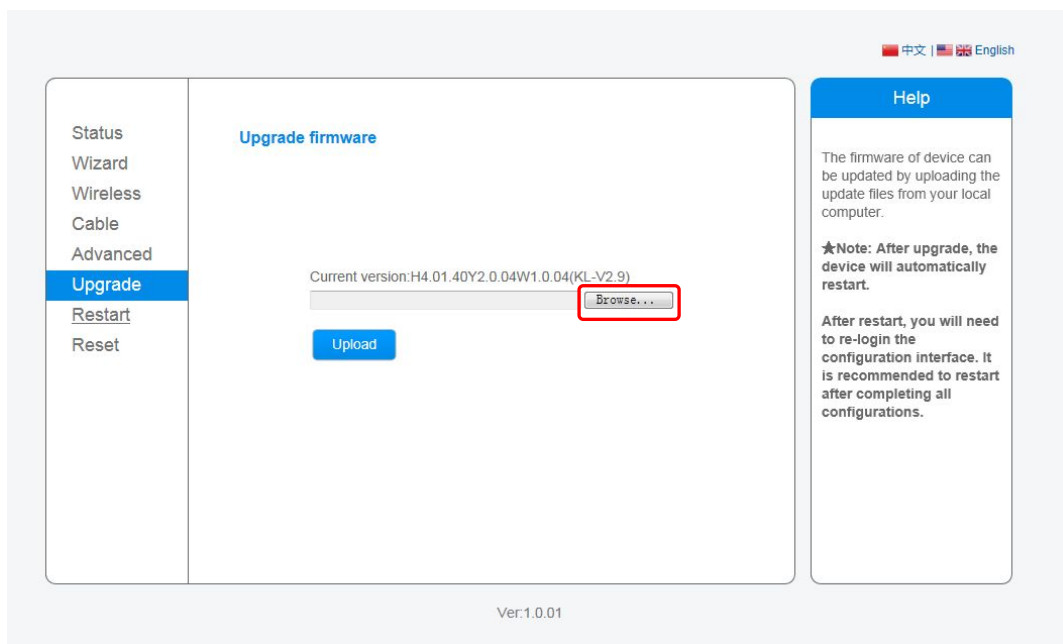 中文 | English
Status
Wizard
Wireless
Cable
Advanced
Upgrade
Restart
Reset
Upgrade firmware
Current version:H4.01.40Y2.0.04W1.0.04(KL-V2.9)
Browse...
Upload
Help
The firmware of device can
be updated by uploading the
update files from your local
computer.
★Note: After upgrade, the
device will automatically
restart.
After restart, you will need
to re-login the
configuration interface. It
is recommended to restart
after completing all
configurations.
Ver:1.0.01